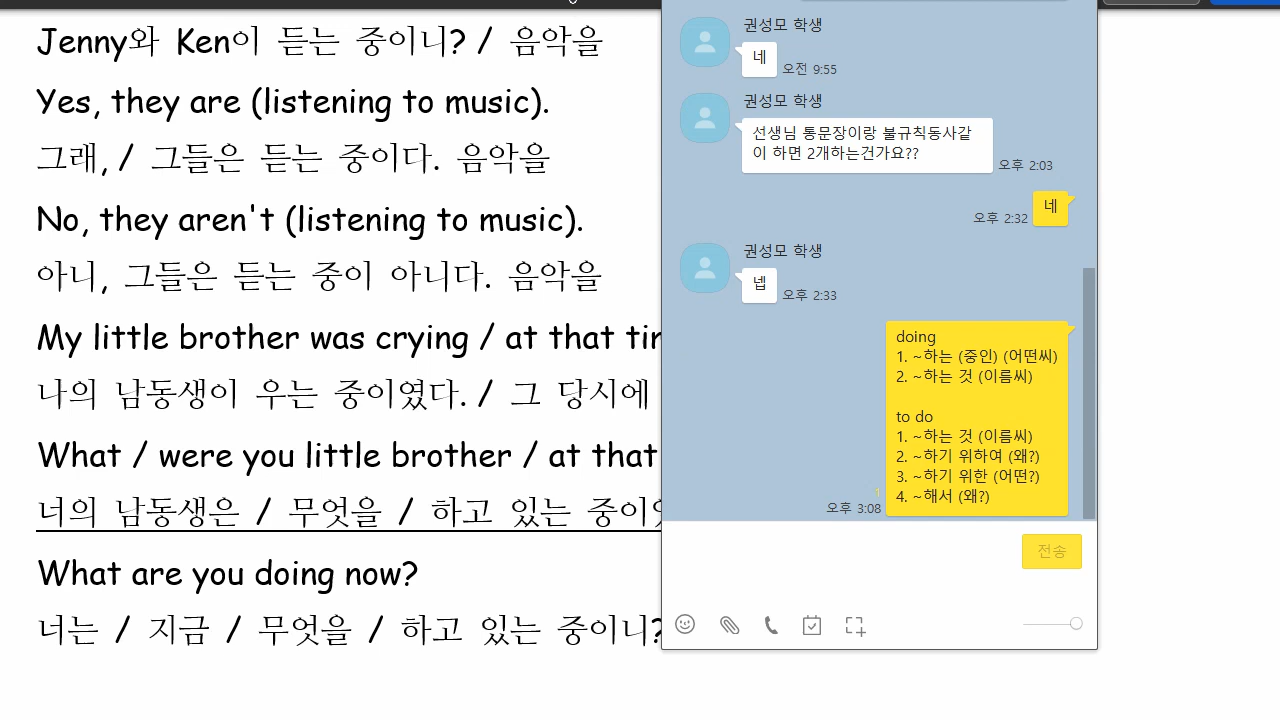 Jenny와 Ken이 듣는 중이니? / 음악을
Yes, they are (listening to music).
그래, / 그들은 듣는 중이다. 음악을
No, they aren't (listening to music).
아니, 그들은 듣는 중이 아니다. 음악을
My little brother was crying / at that
나의 남동생이 우는 중이였다. / 그 당시에
What / were you little brother / at that
너의 남동생은 / 무엇을 / 하고 있는
What are you doing now?
너는 / 지금 / 무엇을 / 하고 있는 중이니?
권성모 학생
네
오전 9:55
권성모 학생
선생님 통문장이랑 불규칙동사같
이 하면 2개하는건가요??
오후 2:03
네
오후 2:32
권성모 학생
넵
오후 2:33
doing
1. ~하는 (중인) (어떤씨)
2. ~하는 것 (이름씨)
to do
1. ~하는 것 (이름씨)
2. ~하기 위하여 (왜?)
3. ~하기 위한 (어떤?)
4. ~해서 (왜?)
1
오후 3:08
전송